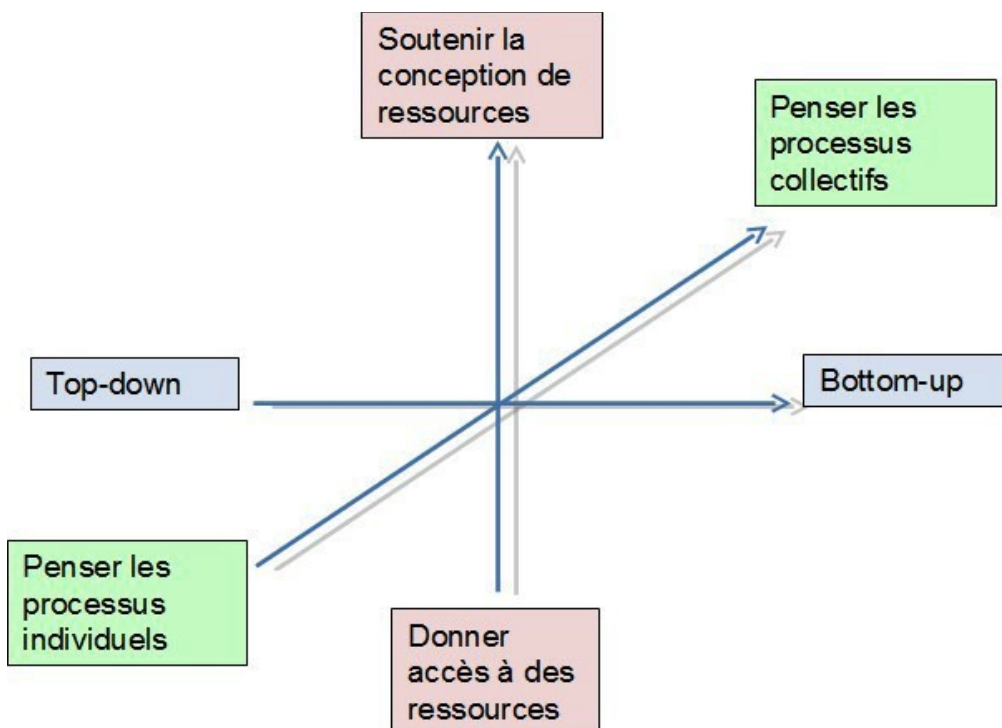 Soutenir la
conception de
ressources
Penser les
processus
collectifs
Top-down
Bottom-up
Penser les
processus
individuels
Donner
accès à des
ressources